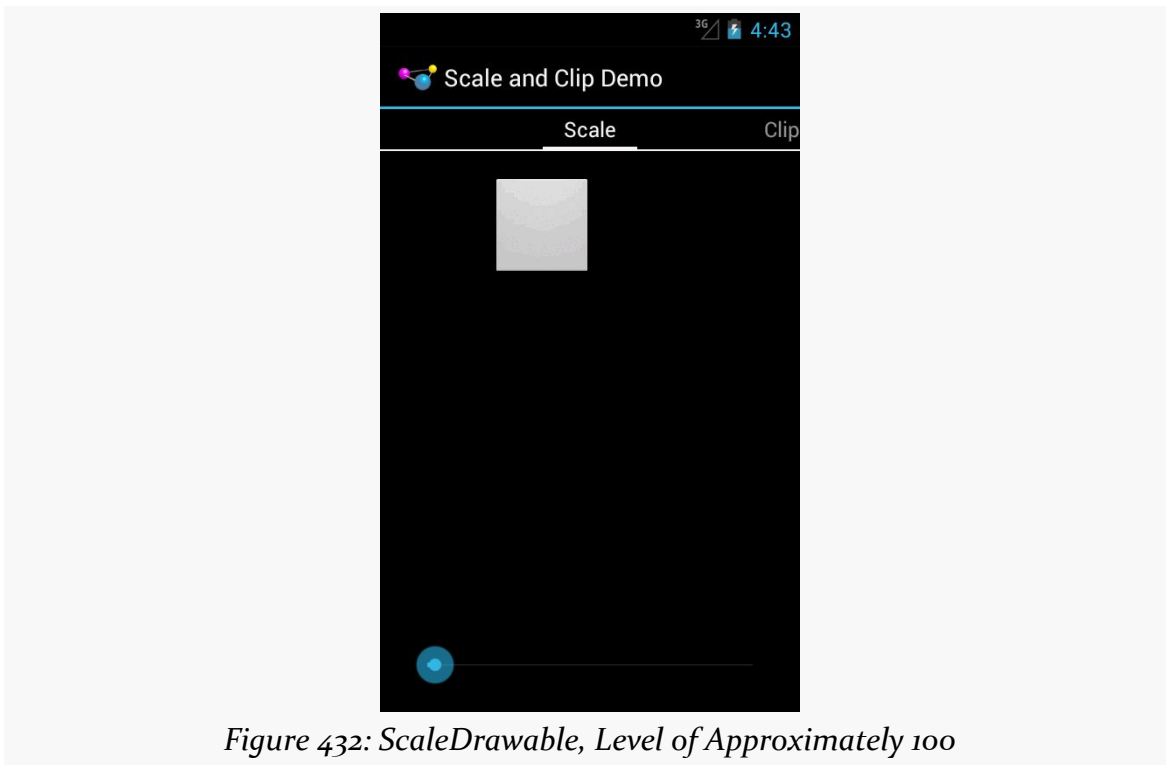 3G 4:43
Scale and Clip Demo
Scale Clip
Figure 432: ScaleDrawable, Level of Approximately 100